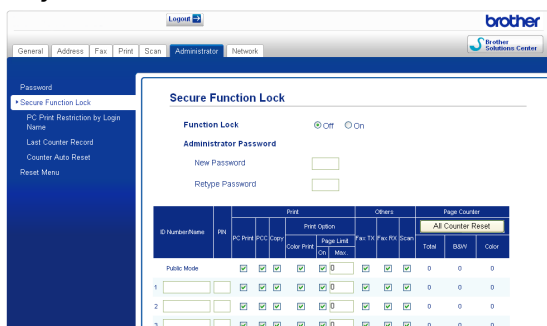 Logout
brother
General Address Fax Print Scan Administrator Network
Brother
Solutions Center
Password
Secure Function Lock
PC Print Restriction by Login
Name
Last Counter Record
Counter Auto Reset
Reset Menu
Secure Function Lock
Function Lock Off On
Administrator Password
New Password
Retype Password
Print Others Page Counter
ID Number/Name PIN PC Print PCC Copy Print Option Fax TX Fax RX Scan All Counter Reset
Color Print Page Limit Total B&W Color
On Max.
Public Mode 0 0 0 0
1 0 0 0 0
2 0 0 0 0
3 0 0 0 0